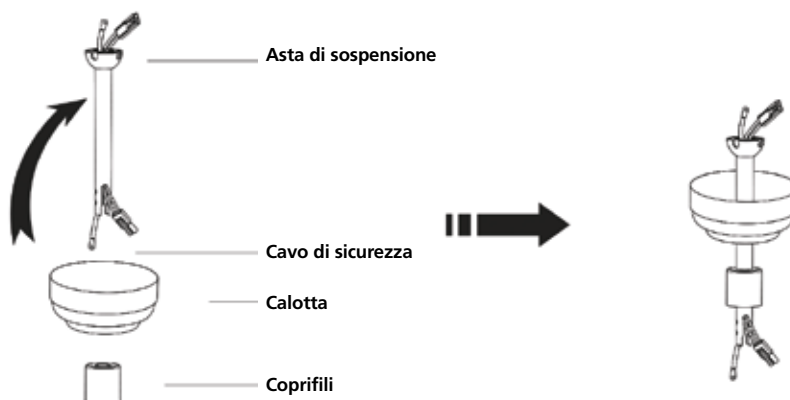 Asta di sospensione
Cavo di sicurezza
Calotta
Coprifili